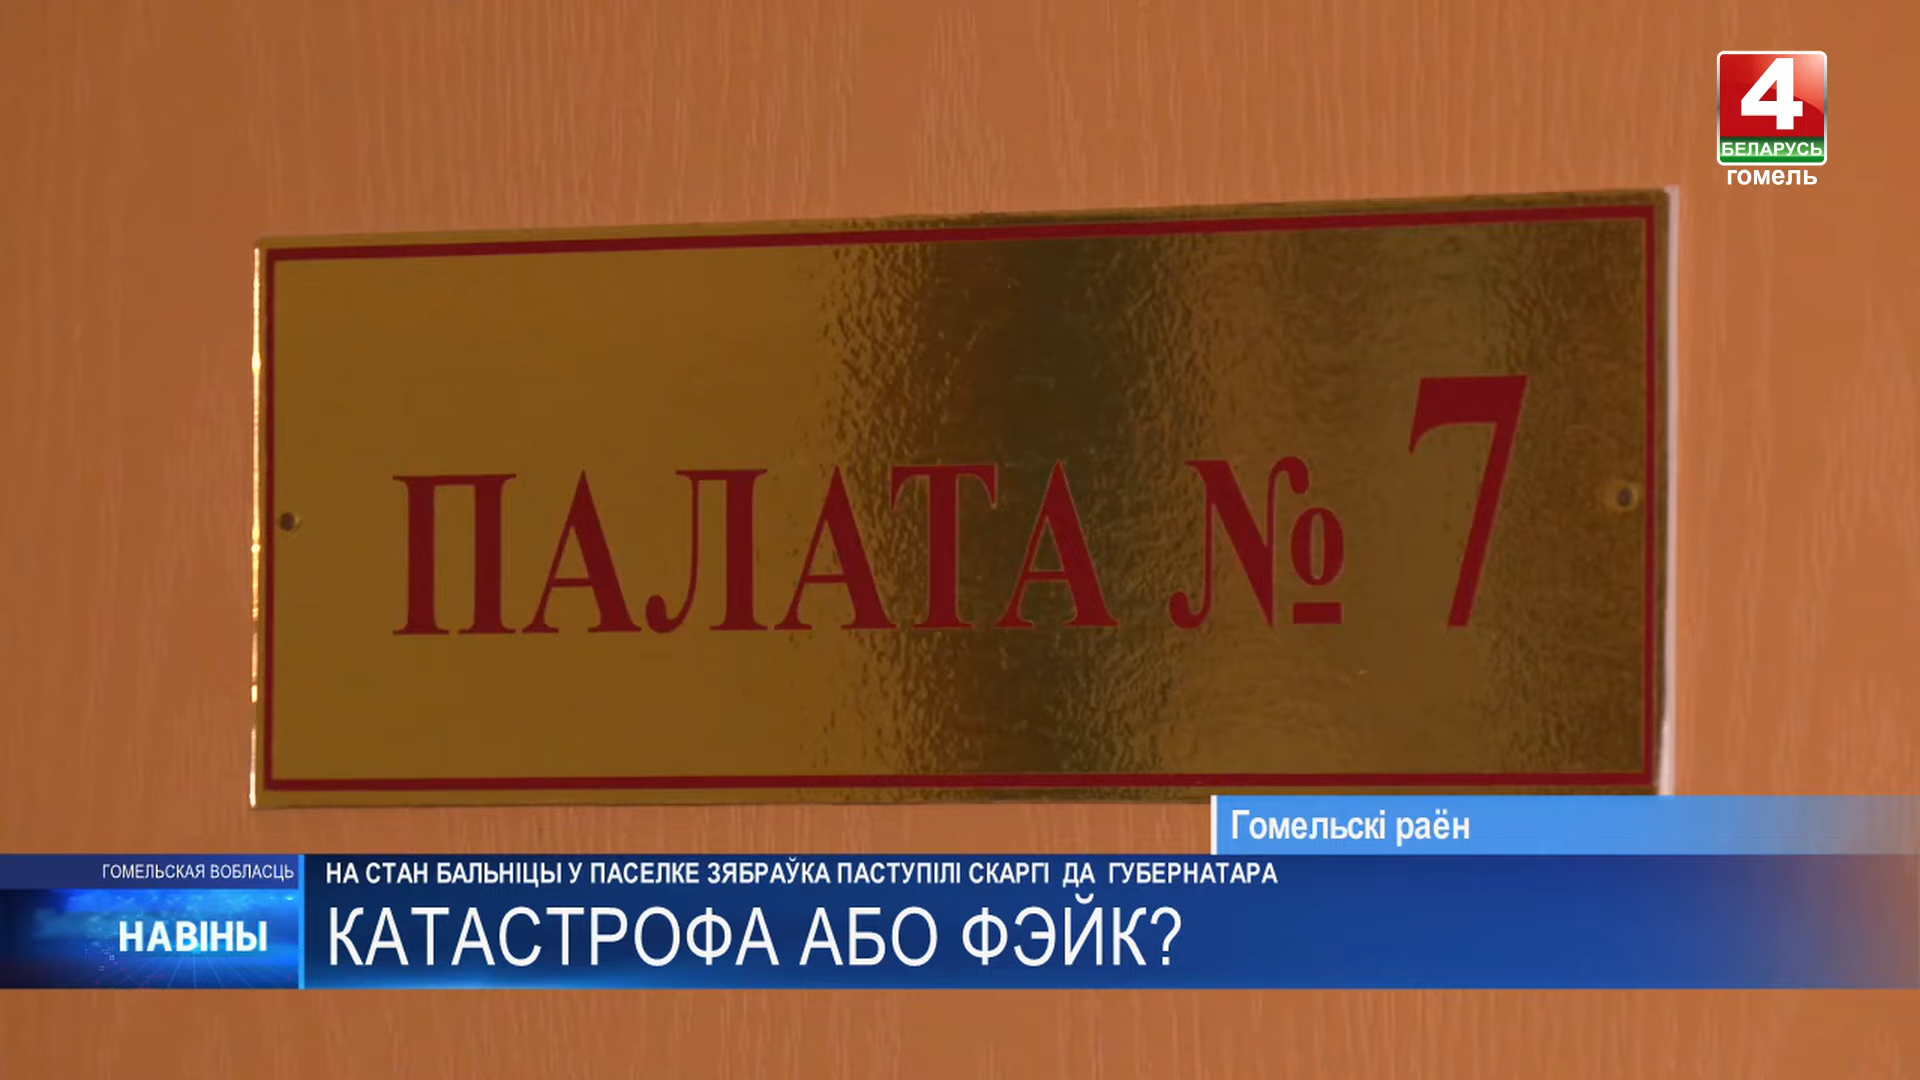 4
БЕЛАРУСЬ
гомель
ПАЛАТА № 7
Гомельскі раён
ГОМЕЛЬСКАЯ ВОБЛАСЦЬ
НАВІНЫ
НА СТАН БАЛЬНІЦЫ У ПАСЕЛКЕ ЗЯБРАЎКА ПАСТУПІЛІ СКАРГІ ДА ГУБЕРНАТАРА
КАТАСТРОФА АБО ФЭЙК?